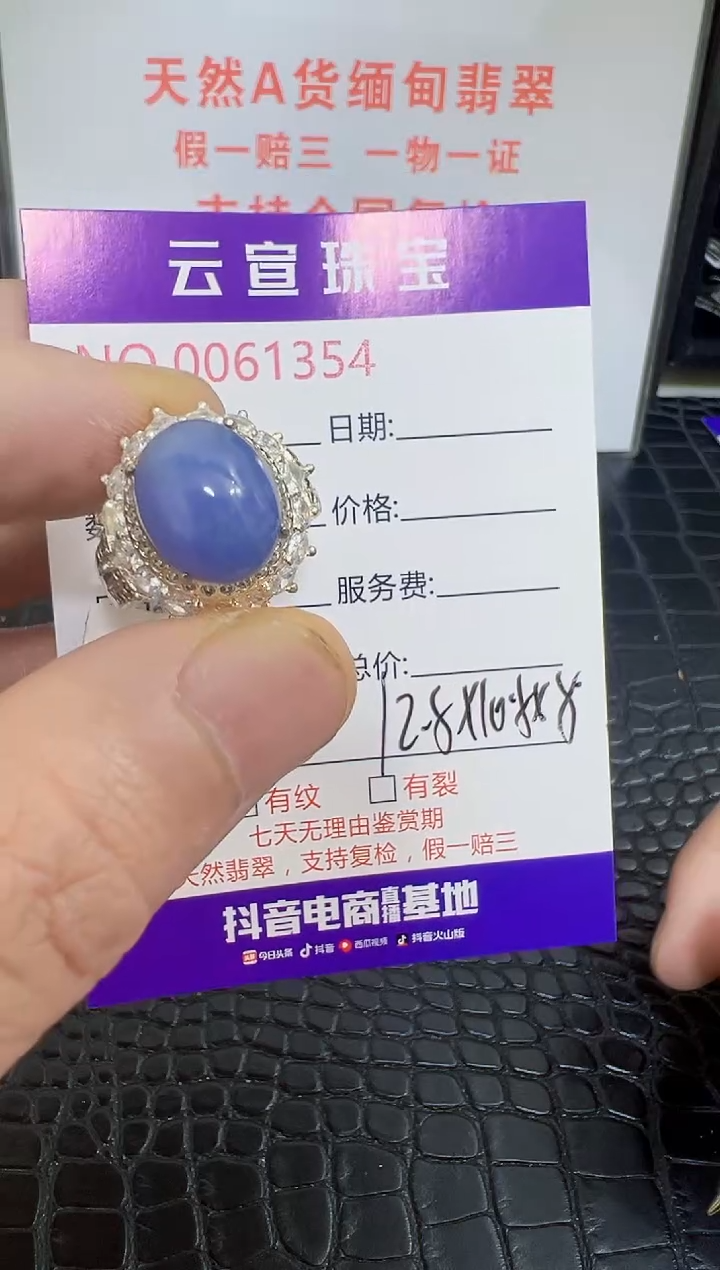 天然A货缅甸翡翠
假一赔三 一物一证
云宣珠宝
NO.0061354
日期:
价格:
服务费:
总价:
12.8X10.8X8.
有纹 有裂
七天无理由鉴赏期
天然翡翠，支持复检，假一赔三
抖音电商直播基地
头条 今日头条 抖音 西瓜视频 抖音火山版